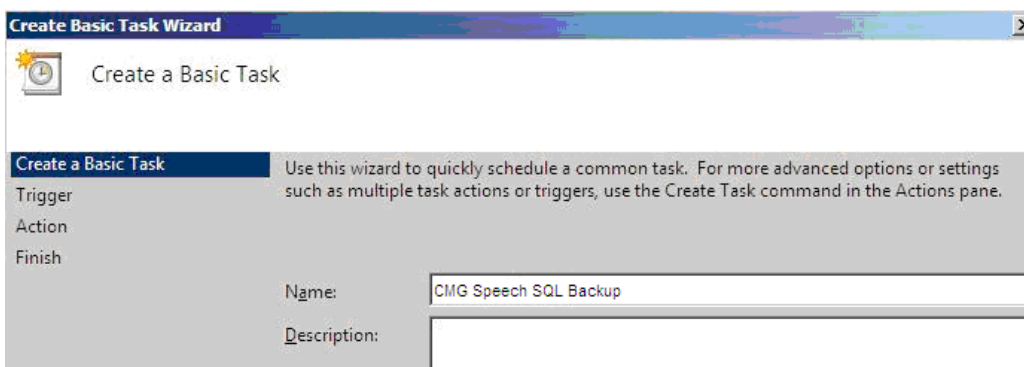 Create Basic Task Wizard
Create a Basic Task
Create a Basic Task
Trigger
Action
Finish
Use this wizard to quickly schedule a common task. For more advanced options or settings
such as multiple task actions or triggers, use the Create Task command in the Actions pane.
Name:
CMG Speech SQL Backup
Description: